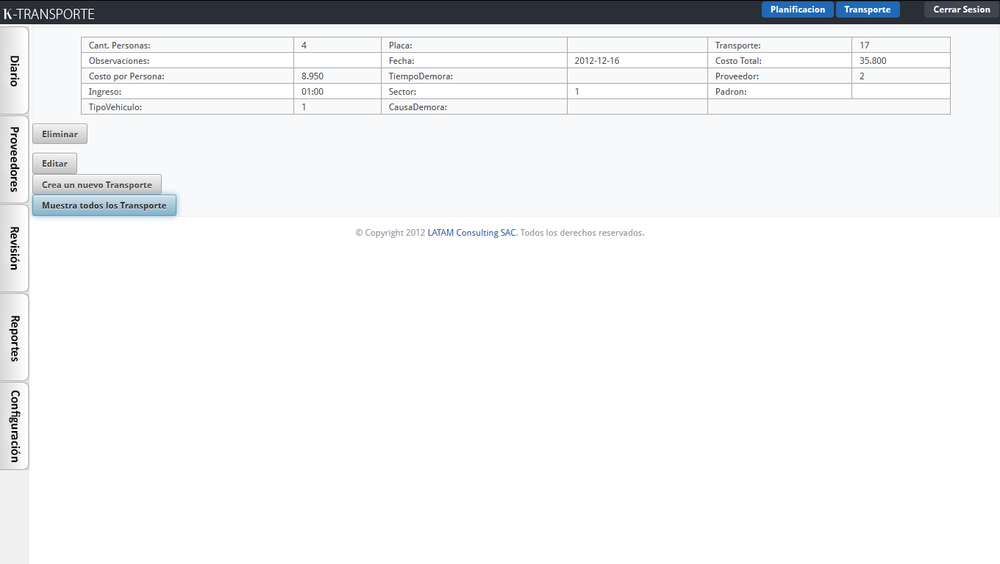 K-TRANSPORTE
Planificacion Transporte Cerrar Sesion
Diario
Proveedores
Revisión
Reportes
Configuración
Cant. Personas: 4 Placa: Transporte: 17
Observaciones: Fecha: 2012-12-16 Costo Total: 35.800
Costo por Persona: 8.950 TiempoDemora: Proveedor: 2
Ingreso: 01:00 Sector: 1 Padron:
TipoVehiculo: 1 CausaDemora:
Eliminar
Editar
Crea un nuevo Transporte
Muestra todos los Transporte
© Copyright 2012 LATAM Consulting SAC. Todos los derechos reservados.